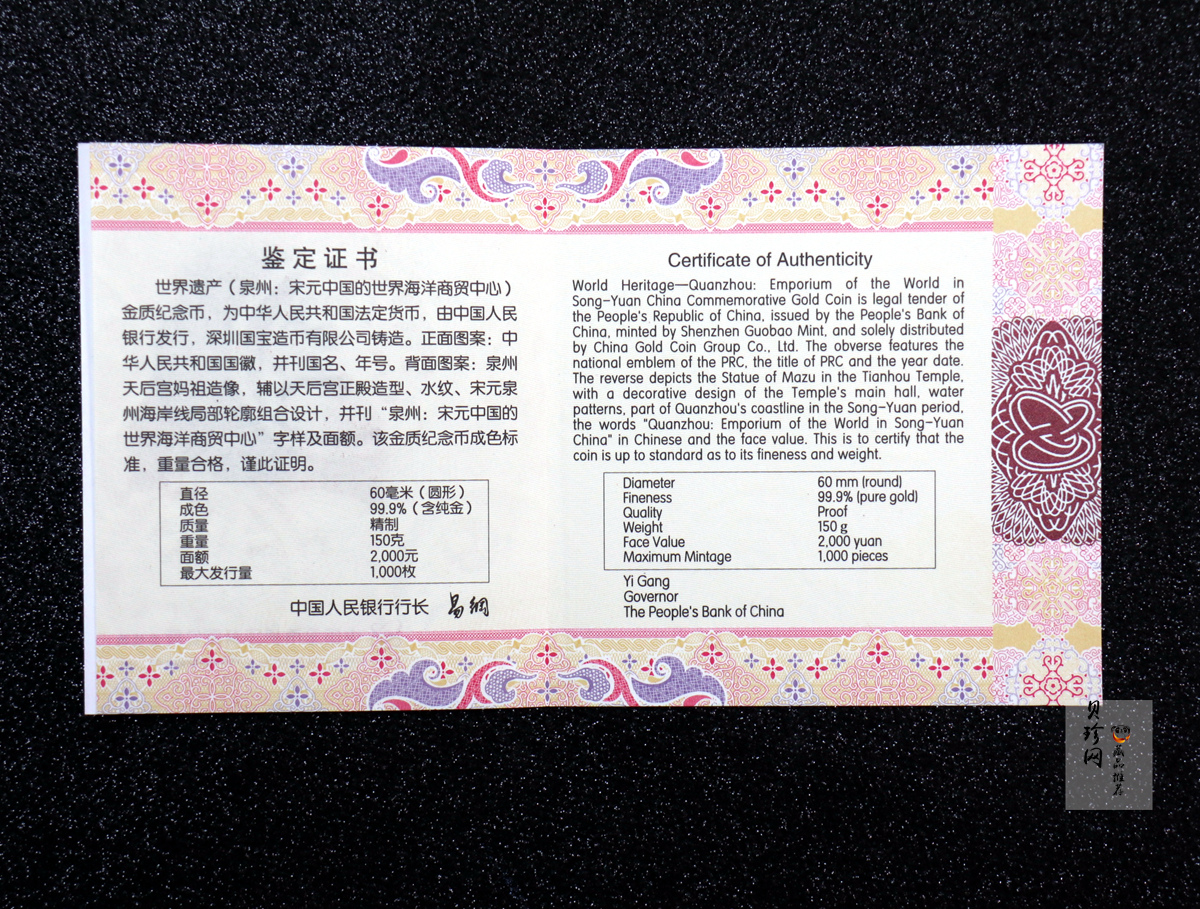 鉴定证书
世界遗产（泉州：宋元中国的世界海洋商贸中心）
金质纪念币，为中华人民共和国法定货币，由中国人民
银行发行，深圳国宝造币有限公司铸造。正面图案：中
华人民共和国国徽，并刊国名、年号。背面图案：泉州
天后宫妈祖造像，辅以天后宫正殿造型、水纹、宋元泉
州海岸线局部轮廓组合设计，并刊“泉州：宋元中国的
世界海洋商贸中心”字样及面额。该金质纪念币成色标
准，重量合格，谨此证明。
直径 60毫米（圆形）
成色 99.9%（含纯金）
质量 精制
重量 150克
面额 2,000元
最大发行量 1,000枚
中国人民银行行长 易纲
Certificate of Authenticity
World Heritage—Quanzhou: Emporium of the World in
Song-Yuan China Commemorative Gold Coin is legal tender of
the People's Republic of China, issued by the People's Bank of
China, minted by Shenzhen Guobao Mint, and solely distributed
by China Gold Coin Group Co., Ltd. The obverse features the
national emblem of the PRC, the title of PRC and the year date.
The reverse depicts the Statue of Mazu in the Tianhou Temple,
with a decorative design of the Temple's main hall, water
patterns, part of Quanzhou's coastline in the Song-Yuan period,
the words "Quanzhou: Emporium of the World in Song-Yuan
China" in Chinese and the face value. This is to certify that the
coin is up to standard as to its fineness and weight.
Diameter 60 mm (round)
Fineness 99.9% (pure gold)
Quality Proof
Weight 150 g
Face Value 2,000 yuan
Maximum Mintage 1,000 pieces
Yi Gang
Governor
The People's Bank of China
贝珍网
藏品推荐